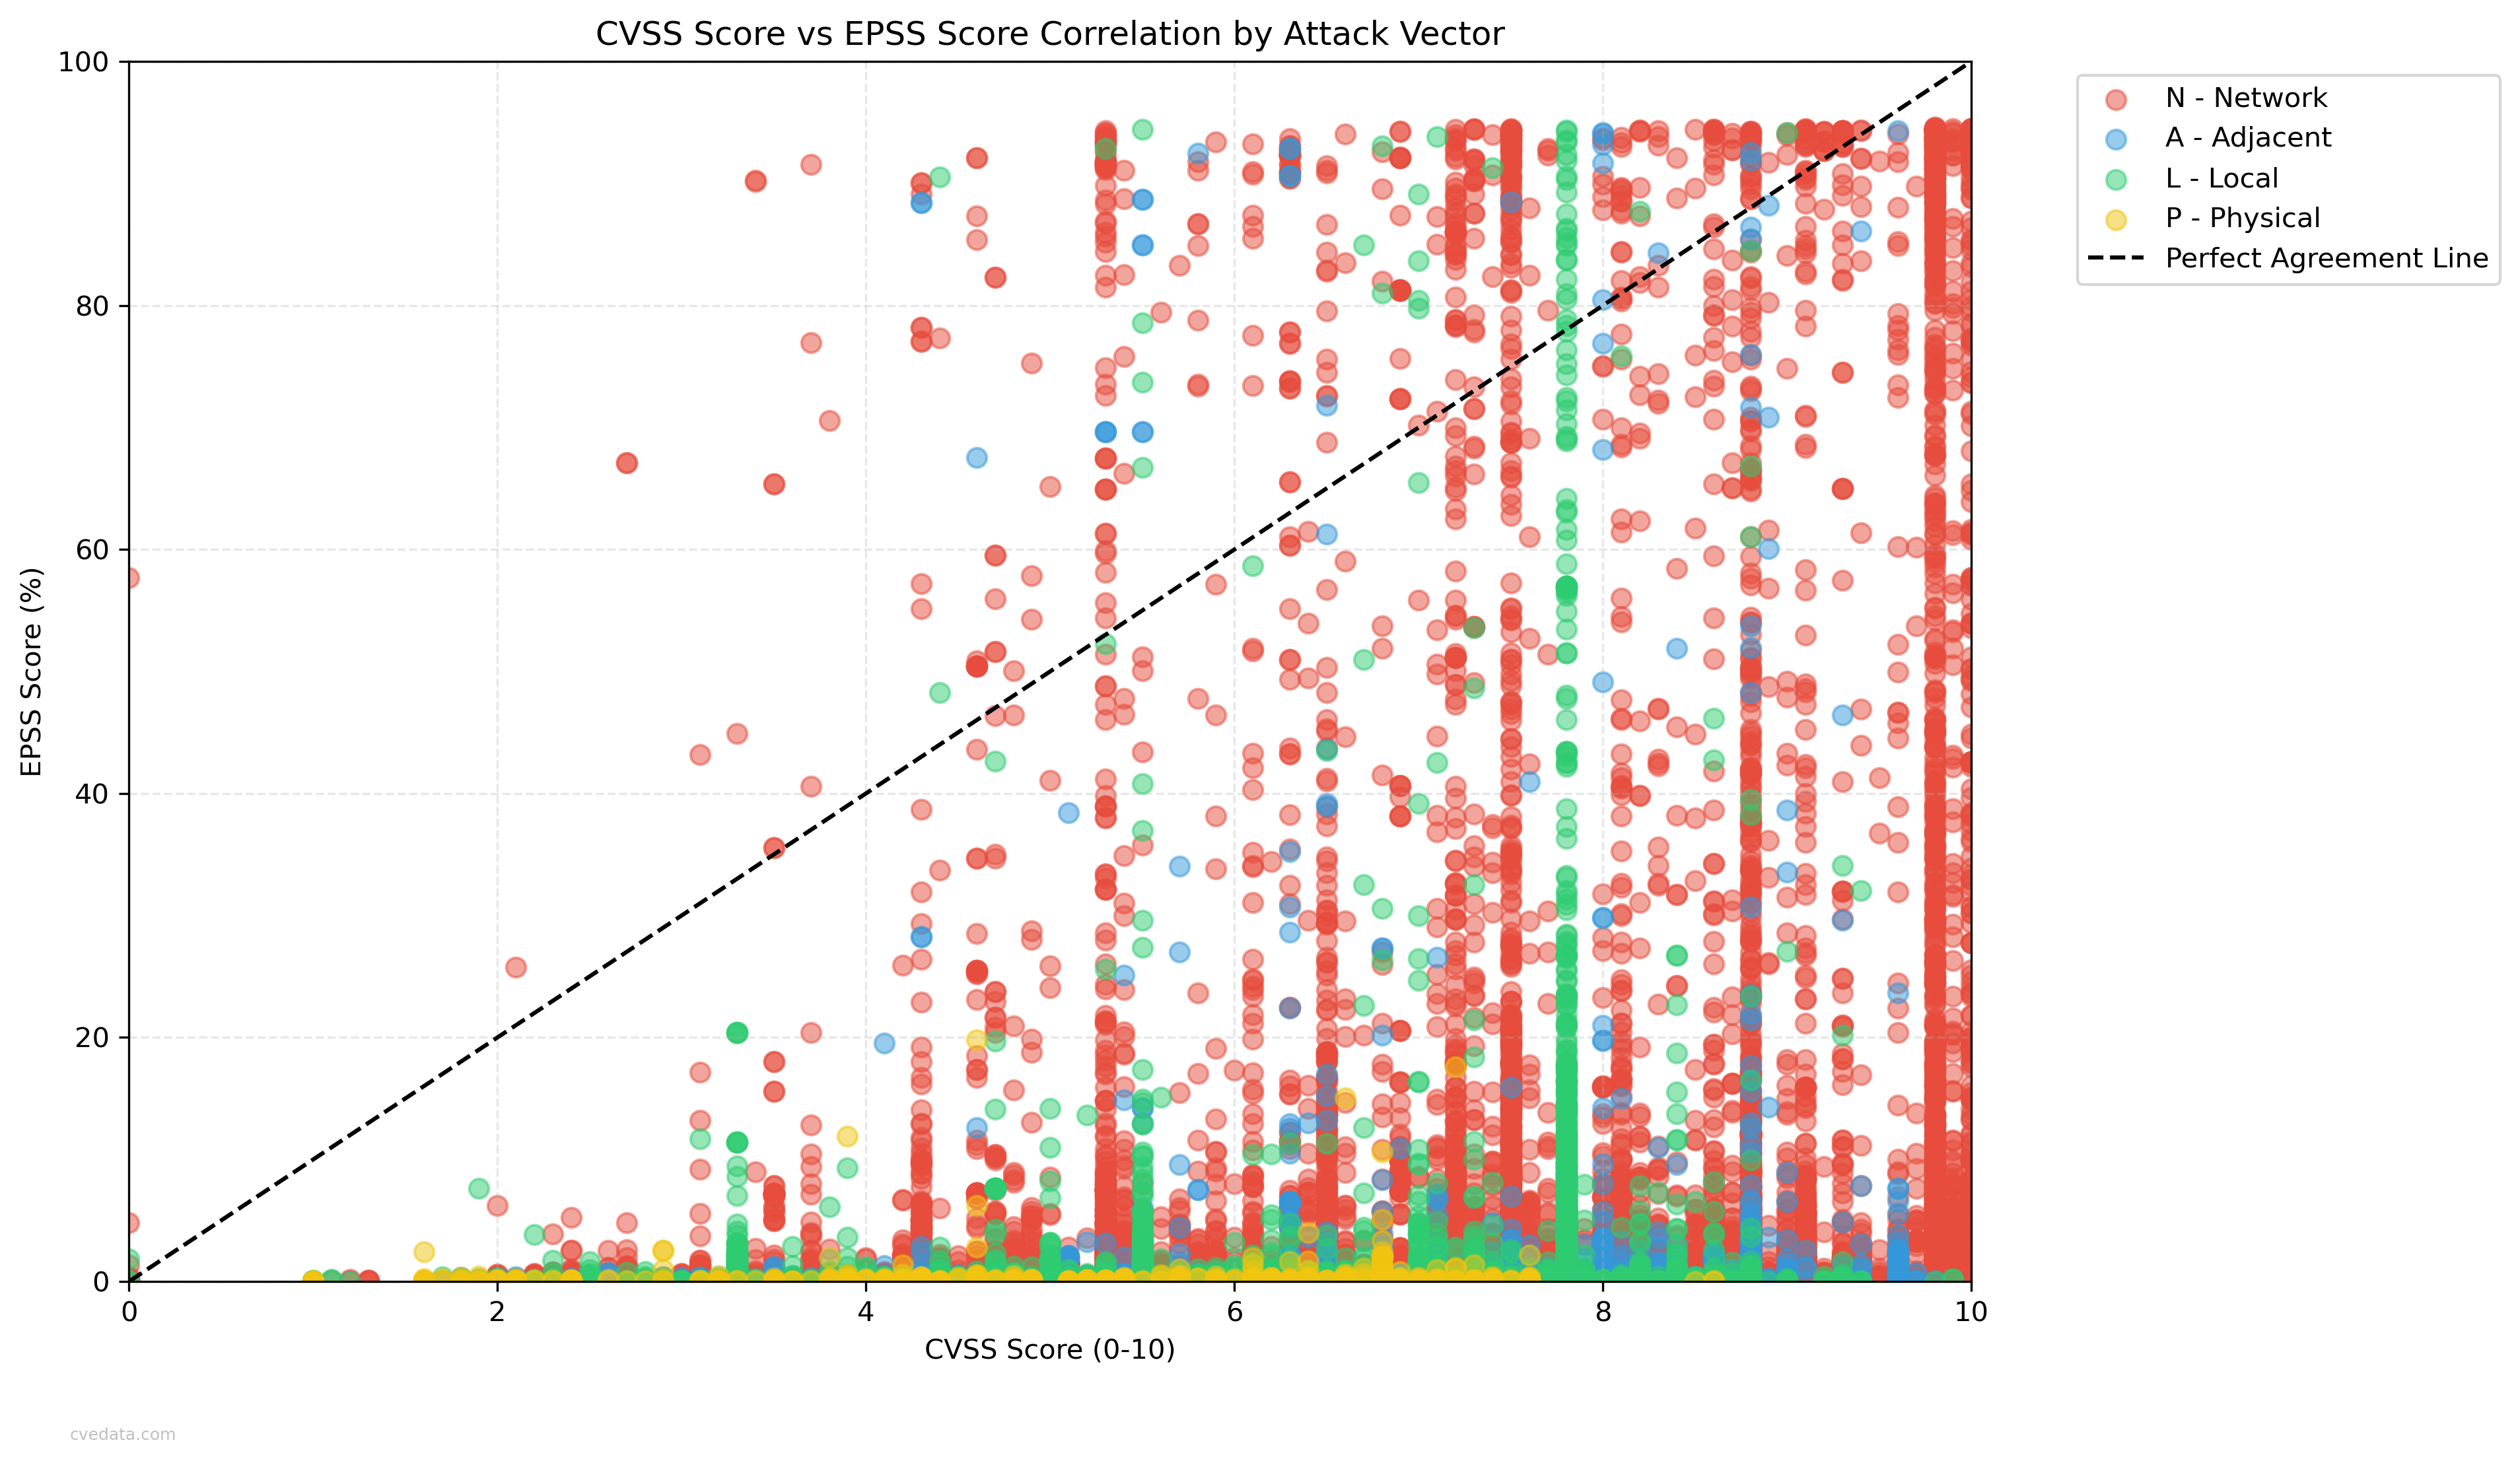 CVSS Score vs EPSS Score Correlation by Attack Vector
100
80
60
40
20
0
EPSS Score (%)
0
2
4
6
8
10
CVSS Score (0-10)
N - Network
A - Adjacent
L - Local
P - Physical
Perfect Agreement Line
cvedata.com